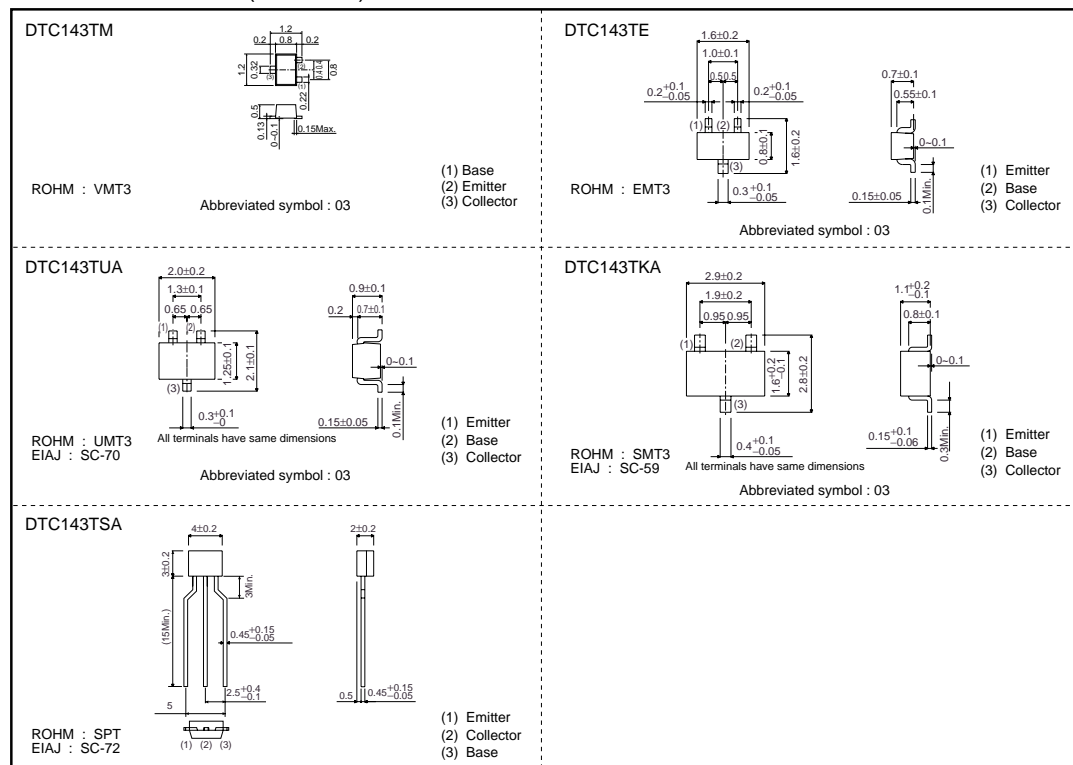 DTC143TM
1.2
0.2 0.8 0.2
1.2
0.32
(3)
(2)
(1)
0.4 0.4
0.8
0.22
0.5
0.13
0~0.1
0.15Max.
ROHM : VMT3
Abbreviated symbol : 03
(1) Base
(2) Emitter
(3) Collector
DTC143TE
1.6±0.2
1.0±0.1
0.5 0.5
0.2+0.1−0.05
0.2+0.1−0.05
(1) (2)
0.8±0.1
1.6±0.2
(3)
0.3+0.1−0.05
0.7±0.1
0.55±0.1
0~0.1
0.15±0.05
0.1Min.
ROHM : EMT3
(1) Emitter
(2) Base
(3) Collector
Abbreviated symbol : 03
DTC143TUA
2.0±0.2
1.3±0.1
0.65 0.65
(1) (2)
1.25±0.1
2.1±0.1
(3)
0.3+0.1−0
0.9±0.1
0.2
0.7±0.1
0~0.1
0.15±0.05
0.1Min.
All terminals have same dimensions
ROHM : UMT3
EIAJ : SC-70
(1) Emitter
(2) Base
(3) Collector
Abbreviated symbol : 03
DTC143TKA
2.9±0.2
1.9±0.2
0.95 0.95
(1) (2)
1.6+0.2−0.1
2.8±0.2
(3)
0.4+0.1−0.05
1.1+0.2−0.1
0.8±0.1
0~0.1
0.15+0.1−0.06
0.3Min.
All terminals have same dimensions
ROHM : SMT3
EIAJ : SC-59
(1) Emitter
(2) Base
(3) Collector
Abbreviated symbol : 03
DTC143TSA
4±0.2
3±0.2
3Min.
(15Min.)
0.45+0.15−0.05
2.5+0.4−0.1
5
(1) (2) (3)
2±0.2
0.5
0.45+0.15−0.05
ROHM : SPT
EIAJ : SC-72
(1) Emitter
(2) Collector
(3) Base